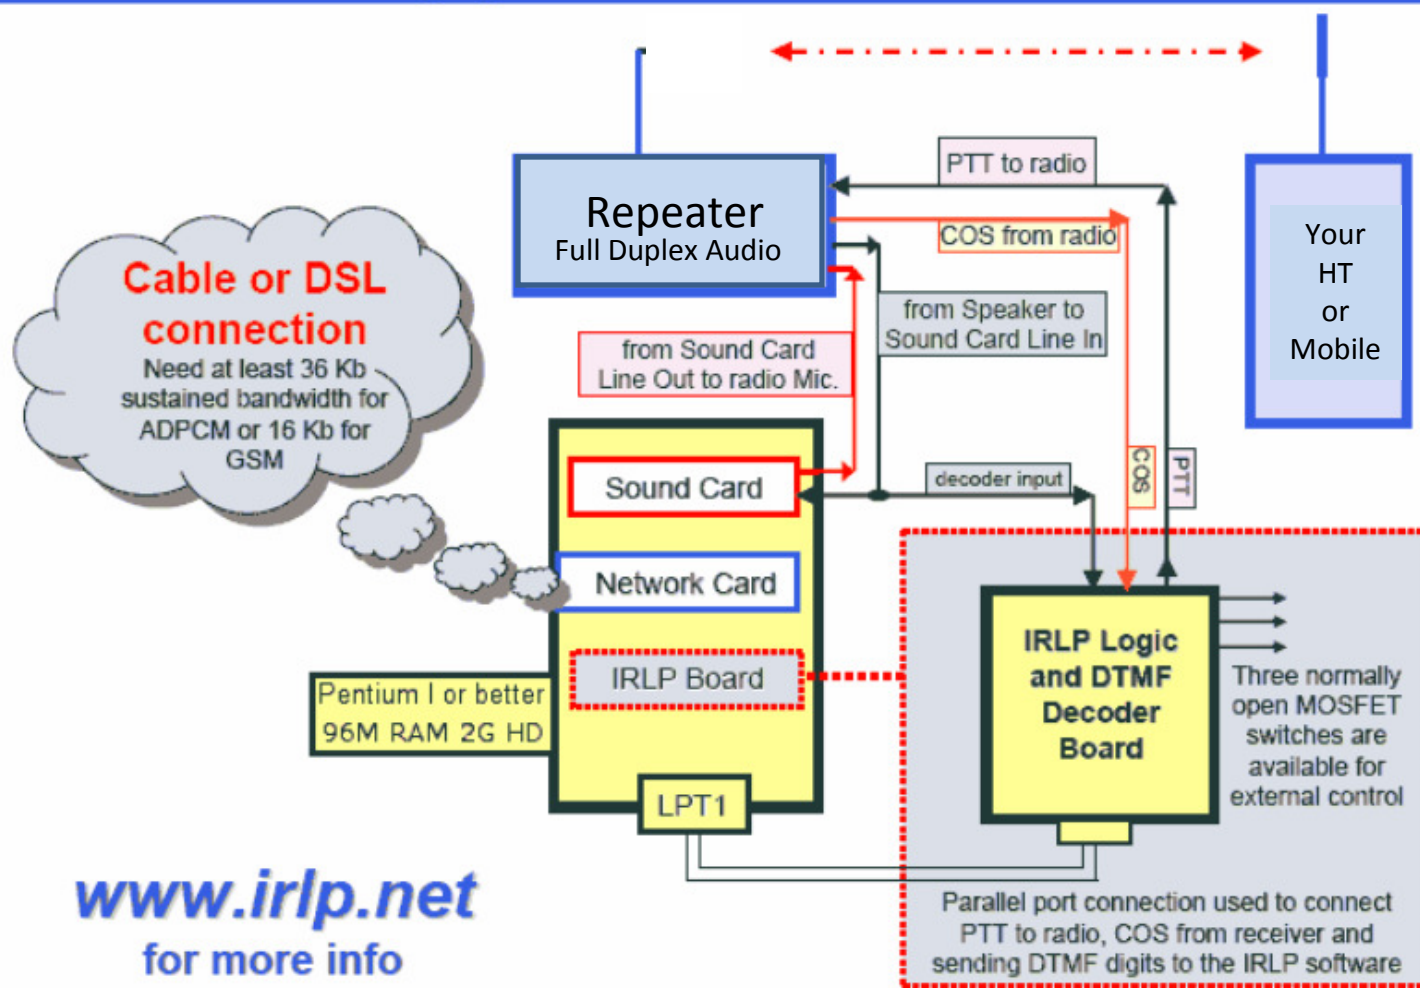 PTT to radio
Repeater
Full Duplex Audio
COS from radio
Your
HT
or
Mobile
Cable or DSL
connection
Need at least 36 Kb
sustained bandwidth for
ADPCM or 16 Kb for
GSM
from Speaker to
Sound Card Line In
from Sound Card
Line Out to radio Mic.
Sound Card
decoder input
COS
PTT
Network Card
IRLP Board
Pentium I or better
96M RAM 2G HD
LPT1
IRLP Logic
and DTMF
Decoder
Board
Three normally
open MOSFET
switches are
available for
external control
www.irlp.net
for more info
Parallel port connection used to connect
PTT to radio, COS from receiver and
sending DTMF digits to the IRLP software